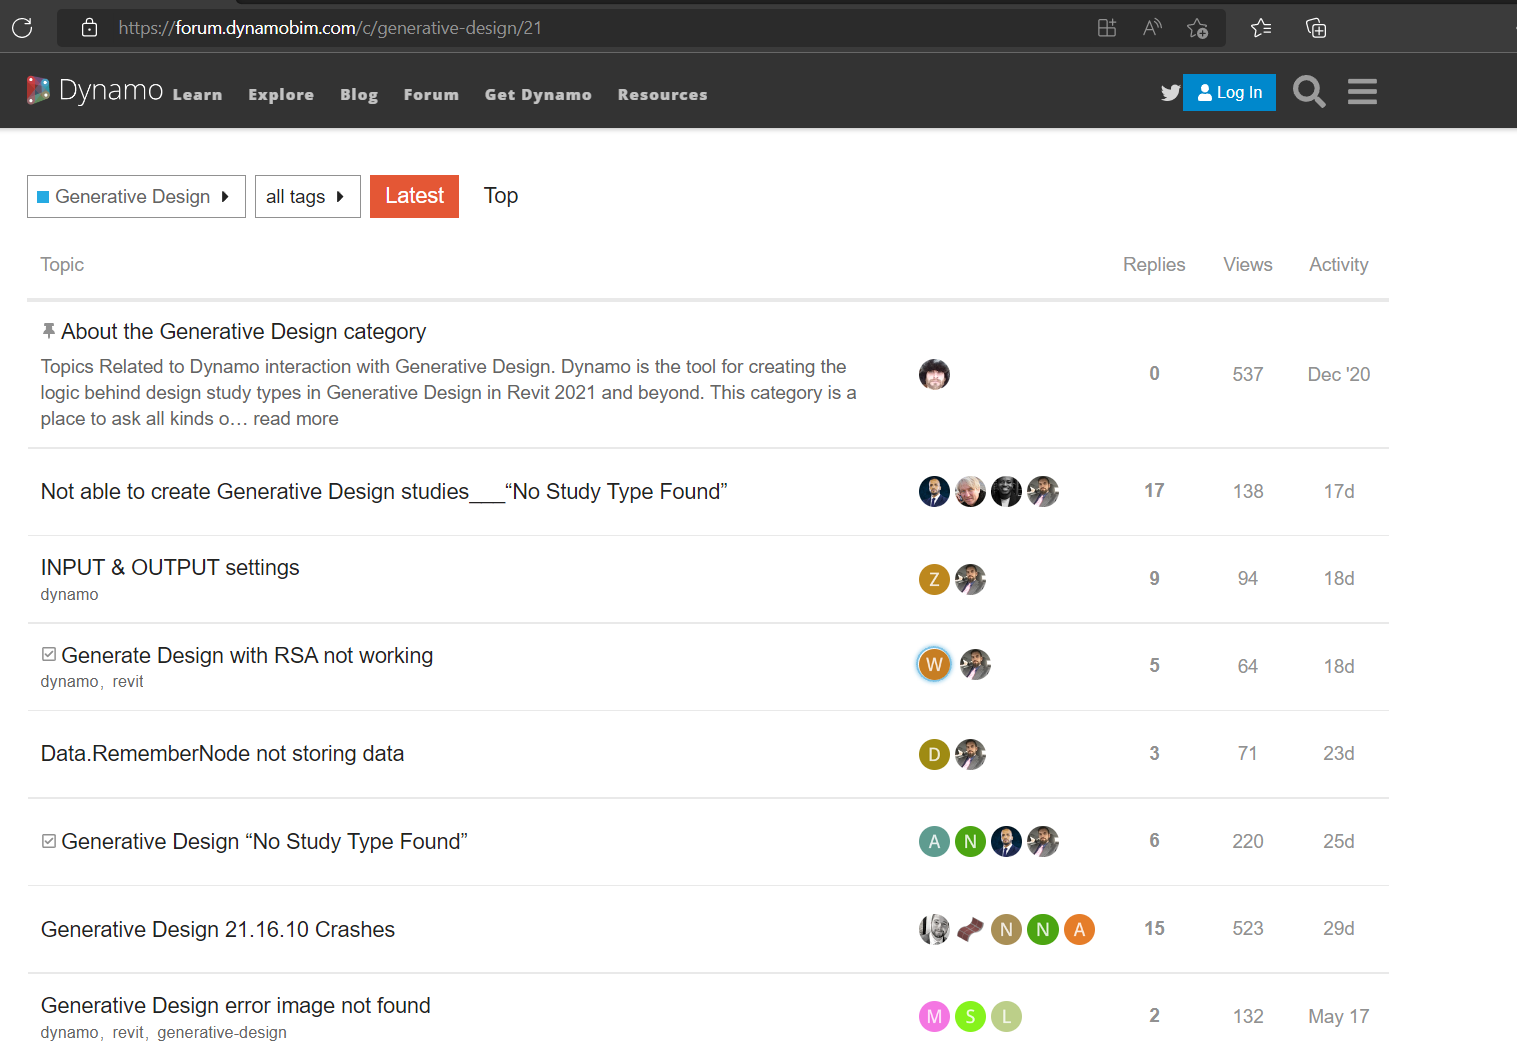 https://forum.dynamobim.com/c/generative-design/21
Dynamo Learn Explore Blog Forum Get Dynamo Resources Log In
Generative Design all tags Latest Top
Topic Replies Views Activity
About the Generative Design category
Topics Related to Dynamo interaction with Generative Design. Dynamo is the tool for creating the
logic behind design study types in Generative Design in Revit 2021 and beyond. This category is a
place to ask all kinds o… read more
0 537 Dec '20
Not able to create Generative Design studies___“No Study Type Found” 17 138 17d
INPUT & OUTPUT settings
dynamo
Z 9 94 18d
Generate Design with RSA not working
dynamo, revit
W 5 64 18d
Data.RememberNode not storing data D 3 71 23d
Generative Design “No Study Type Found” A N 6 220 25d
Generative Design 21.16.10 Crashes N N A 15 523 29d
Generative Design error image not found
dynamo, revit, generative-design
M S L 2 132 May 17